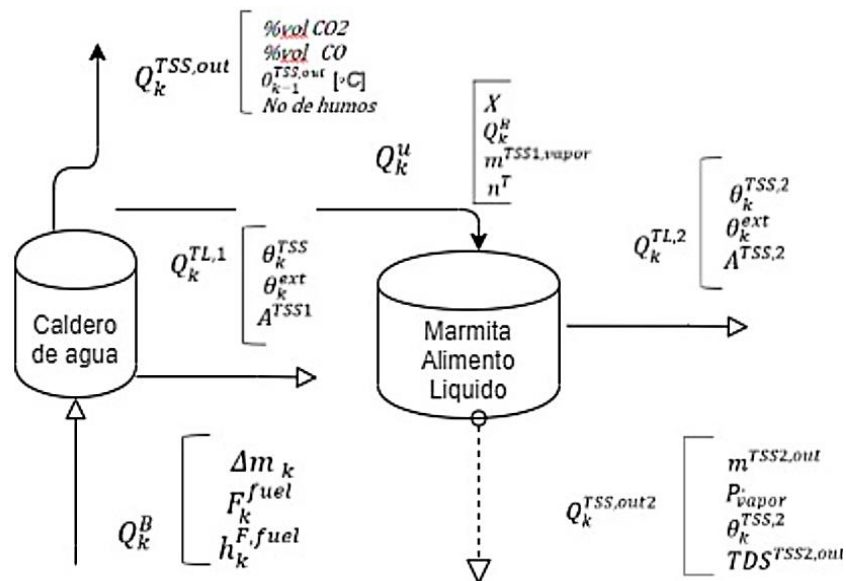 Q_k^{TSS,out}
%vol CO2
%vol CO
θ_{k-1}^{TSS,out} [◦C]
No de humos
Q_k^u
X
Q_k^B
m^{TSS1,vapor}
n^T
Q_k^{TL,1}
θ_k^{TSS}
θ_k^{ext}
A^{TSS1}
Q_k^{TL,2}
θ_k^{TSS,2}
θ_k^{ext}
A^{TSS,2}
Caldero
de agua
Marmita
Alimento
Liquido
Q_k^B
Δm_k
F_k^{fuel}
h_k^{F,fuel}
Q_k^{TSS,out2}
m^{TSS2,out}
P_{vapor}
θ_k^{TSS,2}
TDS^{TSS2,out}